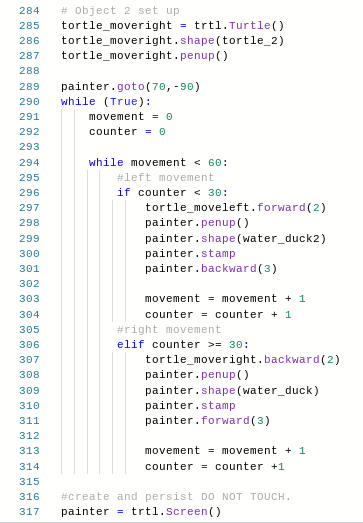 284 # Object 2 set up
285 tortle_moveright = trtl.Turtle()
286 tortle_moveright.shape(tortle_2)
287 tortle_moveright.penup()
288
289 painter.goto(70,-90)
290 while (True):
291 movement = 0
292 counter = 0
293
294 while movement < 60:
295 #left movement
296 if counter < 30:
297 tortle_moveleft.forward(2)
298 painter.penup()
299 painter.shape(water_duck2)
300 painter.stamp
301 painter.backward(3)
302
303 movement = movement + 1
304 counter = counter + 1
305 #right movement
306 elif counter >= 30:
307 tortle_moveright.backward(2)
308 painter.penup()
309 painter.shape(water_duck)
310 painter.stamp
311 painter.forward(3)
312
313 movement = movement + 1
314 counter = counter +1
315
316 #create and persist DO NOT TOUCH.
317 painter = trtl.Screen()